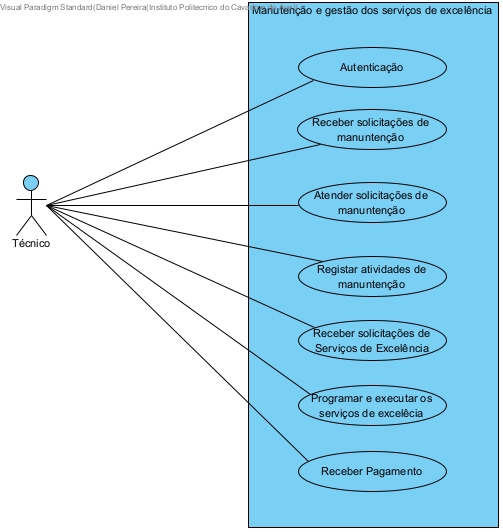 Visual Paradigm Standard(Daniel Pereira(Instituto Politecnico do Cava
Manutenção e gestão dos serviços de excelência
Autenticação
Receber solicitações de
manuntenção
Atender solicitações de
manuntenção
Técnico
Registar atividades de
manuntenção
Receber solicitações de
Serviços de Excelência
Programar e executar os
serviços de excelêcia
Receber Pagamento